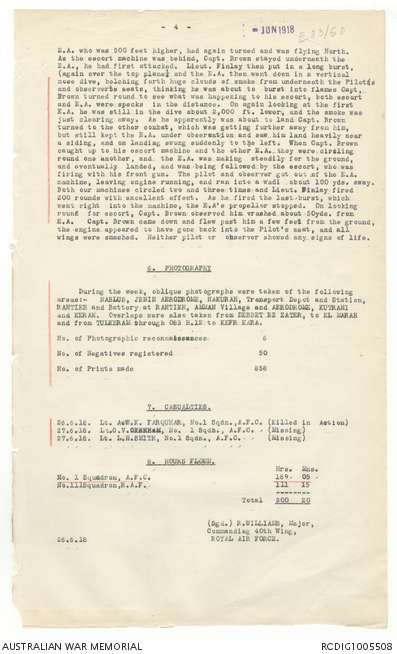 - 4 -
JUN 1918
E.A. who was 200 feet higher, had again turned and was flying North.
As the escort machine was behind, Capt. Brown stayed underneath the
E.A., he had first attacked. Lieut. Finlay then put in a long burst,
(again over the top plane) and the E.A. then went down in a vertical
nose dive, belching forth huge clouds of smoke from underneath the Pilot's
and observer's seats, thinking he was about to burst into flames Capt.
Brown turned round to see what was happening to his escort, both escort
and E.A. were specks in the distance. On again looking at the first
E.A. he was still in the dive about 2,000 ft. lower, and the smoke was
just clearing away. As he apparently was about to land Capt. Brown
turned to the other combat, which was getting further away from him,
but still kept the E.A. under observation and saw him land heavily near
a siding, and on landing swung suddenly to the left. When Capt. Brown
caught up to his escort machine and the other E.A. they were circling
round one another, and the E.A. was making steadily for the ground,
and eventually landed, and was being followed by the escort, who was
firing with his front gun. The pilot and observer got out of the E.A.
machine, leaving engine running, and ran into a wadi about 100 yds. away.
Both our machines circled two and three times and Lieut. Finlay fired
200 rounds with excellent effect. As he fired the last burst, which
went right into the machine, the E.A's propellor stopped. On looking
round for escort, Capt. Brown observed him crashed about 50yds. from
E.A. Capt. Brown came down and flew past him a few feet from the ground,
the engine appeared to have gone back into the Pilot's seat, and all
wings were smashed. Neither pilot or observer showed any signs of life.
6. PHOTOGRAPHY
During the week, oblique photographs were taken of the following
areas:- NABLUS, JENIN AERODROME, NAKURAH, Transport Depot and Station,
RANTIEH and Battery at RANTIEH, AMMAN Village and AERODROME, KUTRANI
and KERAK. Overlaps were also taken from
and from TULKERAM through
No. of Photographic reconnaissances 6
No. of Negatives registered 50
No. of Prints made 858
7. CASUALTIES.
26.6.18. Lt. A.W.K. FARQUHAR, No.1 Sqdn., A.F.C. (Killed in Action)
27.6.18. Lt. No. 1 Sqdn., A.F.C. (Missing)
27.6.18. Lt. L.H.SMITH, No.1 Sqdn., A.F.C. (Missing)
8. HOURS FLOWN.
Hrs. Mns.
No. 1 Squadron, A.F.C. 189 05
No.111Squadron,R.A.F. 111 15
Total 300 20
(Sgd.) R.WILLIAMS, Major,
Commanding 40th Wing,
ROYAL AIR FORCE.
26.6.18
AUSTRALIAN WAR MEMORIAL
RCDIG1005508